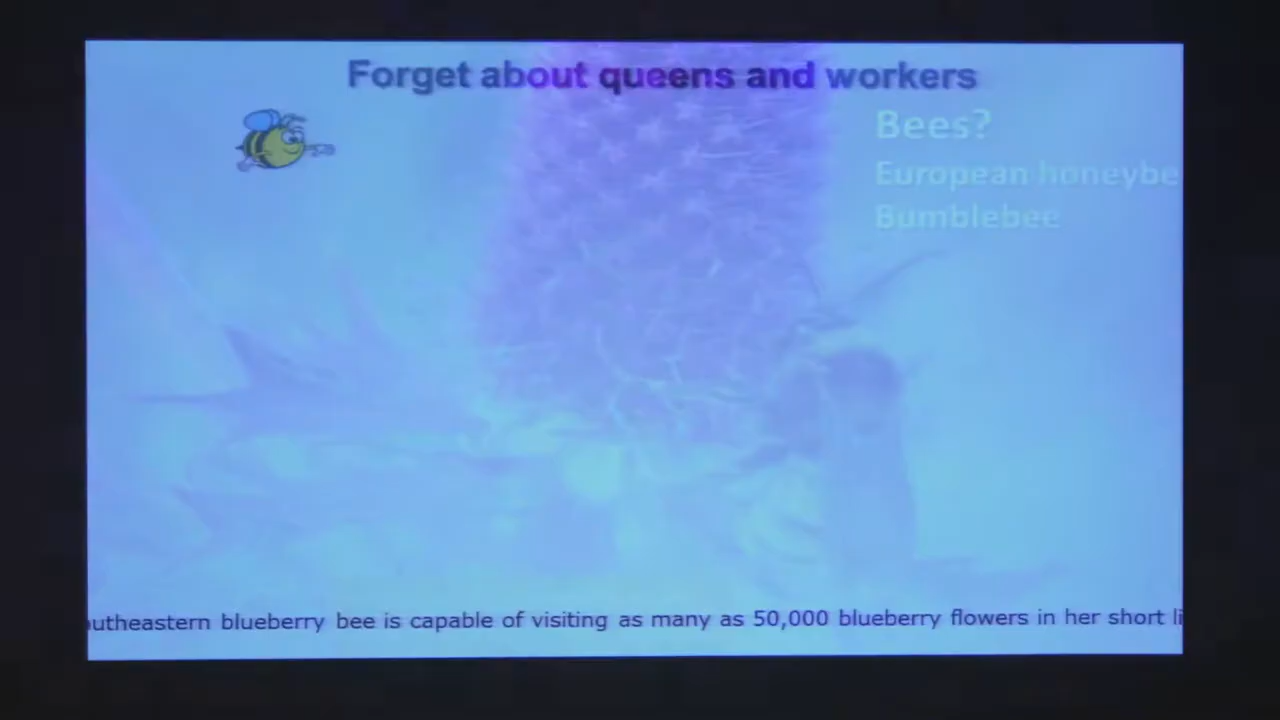 Forget about queens and workers
Bees?
European honeybe
Bumblebee
outheastern blueberry bee is capable of visiting as many as 50,000 blueberry flowers in her short li